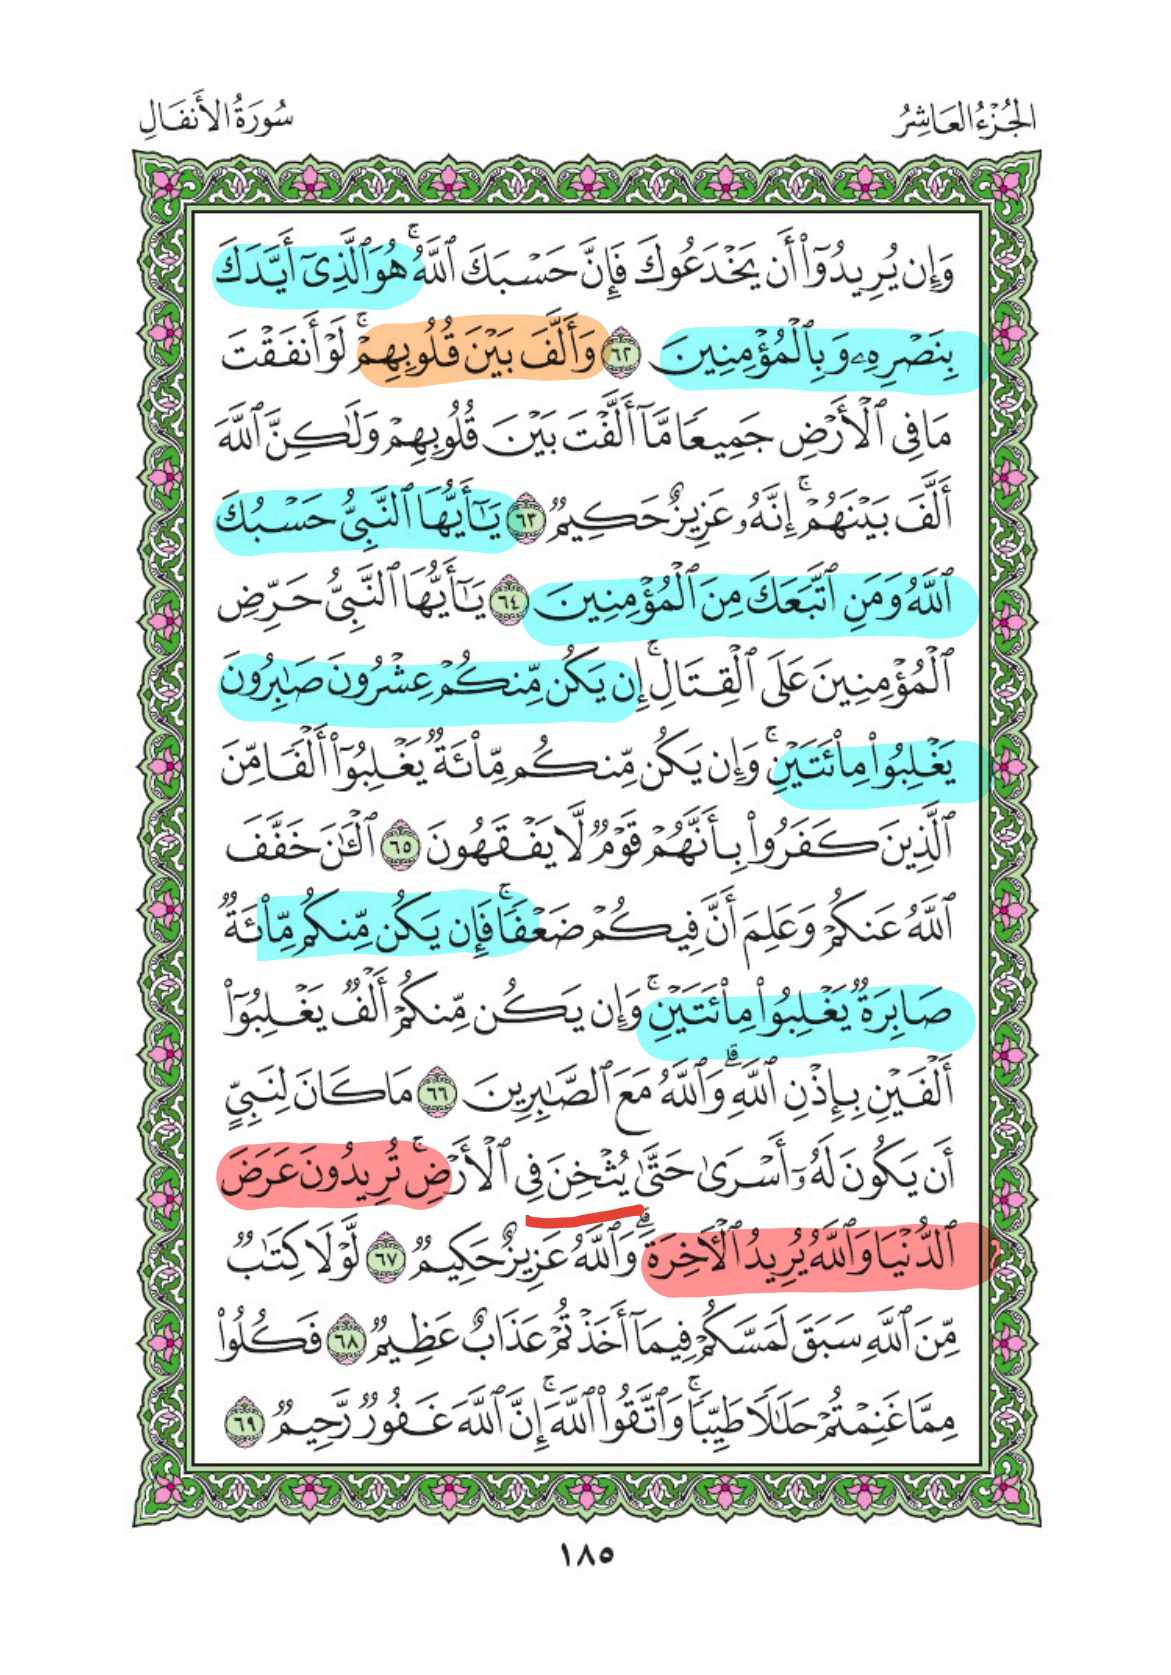 الجُزْءُ العَاشِرُ
سُورَةُ الأَنفَالِ
وَإِن يُرِيدُوٓا۟ أَن يَخْدَعُوكَ فَإِنَّ حَسْبَكَ ٱللَّهُ ۚ هُوَ ٱلَّذِىٓ أَيَّدَكَ
بِنَصْرِهِۦ وَبِٱلْمُؤْمِنِينَ ٦٢ وَأَلَّفَ بَيْنَ قُلُوبِهِمْ ۚ لَوْ أَنفَقْتَ
مَا فِى ٱلْأَرْضِ جَمِيعًا مَّآ أَلَّفْتَ بَيْنَ قُلُوبِهِمْ وَلَٰكِنَّ ٱللَّهَ
أَلَّفَ بَيْنَهُمْ ۚ إِنَّهُۥ عَزِيزٌ حَكِيمٌ ٦٣ يَٰٓأَيُّهَا ٱلنَّبِىُّ حَسْبُكَ
ٱللَّهُ وَمَنِ ٱتَّبَعَكَ مِنَ ٱلْمُؤْمِنِينَ ٦٤ يَٰٓأَيُّهَا ٱلنَّبِىُّ حَرِّضِ
ٱلْمُؤْمِنِينَ عَلَى ٱلْقِتَالِ ۚ إِن يَكُن مِّنكُمْ عِشْرُونَ صَٰبِرُونَ
يَغْلِبُوا۟ مِا۟ئَتَيْنِ ۚ وَإِن يَكُن مِّنكُم مِّا۟ئَةٌ يَغْلِبُوٓا۟ أَلْفًا مِّنَ
ٱلَّذِينَ كَفَرُوا۟ بِأَنَّهُمْ قَوْمٌ لَّا يَفْقَهُونَ ٦٥ ٱلْـَٰٔنَ خَفَّفَ
ٱللَّهُ عَنكُمْ وَعَلِمَ أَنَّ فِيكُمْ ضَعْفًا ۚ فَإِن يَكُن مِّنكُم مِّا۟ئَةٌ
صَابِرَةٌ يَغْلِبُوا۟ مِا۟ئَتَيْنِ ۚ وَإِن يَكُن مِّنكُمْ أَلْفٌ يَغْلِبُوٓا۟
أَلْفَيْنِ بِإِذْنِ ٱللَّهِ ۗ وَٱللَّهُ مَعَ ٱلصَّٰبِرِينَ ٦٦ مَا كَانَ لِنَبِىٍّ
أَن يَكُونَ لَهُۥٓ أَسْرَىٰ حَتَّىٰ يُثْخِنَ فِى ٱلْأَرْضِ ۚ تُرِيدُونَ عَرَضَ
ٱلدُّنْيَا وَٱللَّهُ يُرِيدُ ٱلْـَٔاخِرَةَ ۗ وَٱللَّهُ عَزِيزٌ حَكِيمٌ ٦٧ لَّوْلَا كِتَٰبٌ
مِّنَ ٱللَّهِ سَبَقَ لَمَسَّكُمْ فِيمَآ أَخَذْتُمْ عَذَابٌ عَظِيمٌ ٦٨ فَكُلُوا۟
مِمَّا غَنِمْتُمْ حَلَٰلًا طَيِّبًا ۚ وَٱتَّقُوا۟ ٱللَّهَ ۚ إِنَّ ٱللَّهَ غَفُورٌ رَّحِيمٌ ٦٩
١٨٥